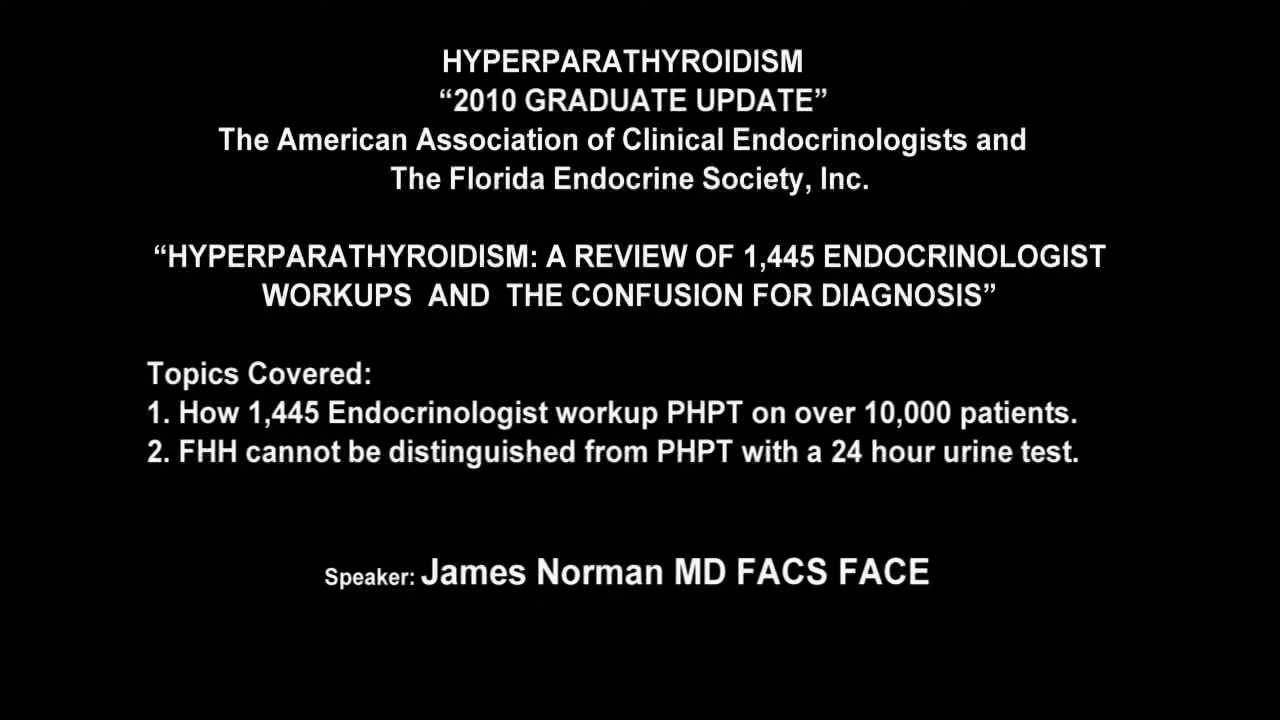 HYPERPARATHYROIDISM
“2010 GRADUATE UPDATE”
The American Association of Clinical Endocrinologists and
The Florida Endocrine Society, Inc.
“HYPERPARATHYROIDISM: A REVIEW OF 1,445 ENDOCRINOLOGIST
WORKUPS AND THE CONFUSION FOR DIAGNOSIS”
Topics Covered:
1. How 1,445 Endocrinologist workup PHPT on over 10,000 patients.
2. FHH cannot be distinguished from PHPT with a 24 hour urine test.
Speaker: James Norman MD FACS FACE